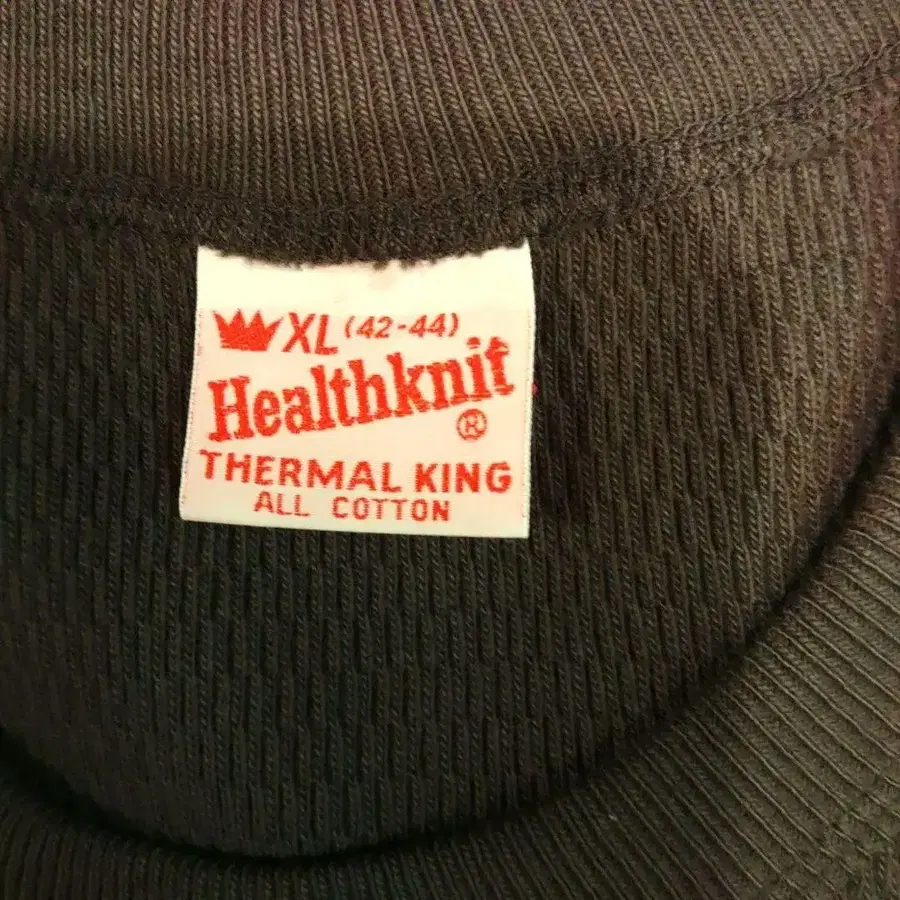 XL (42-44)
Healthknit
®
THERMAL KING
ALL COTTON